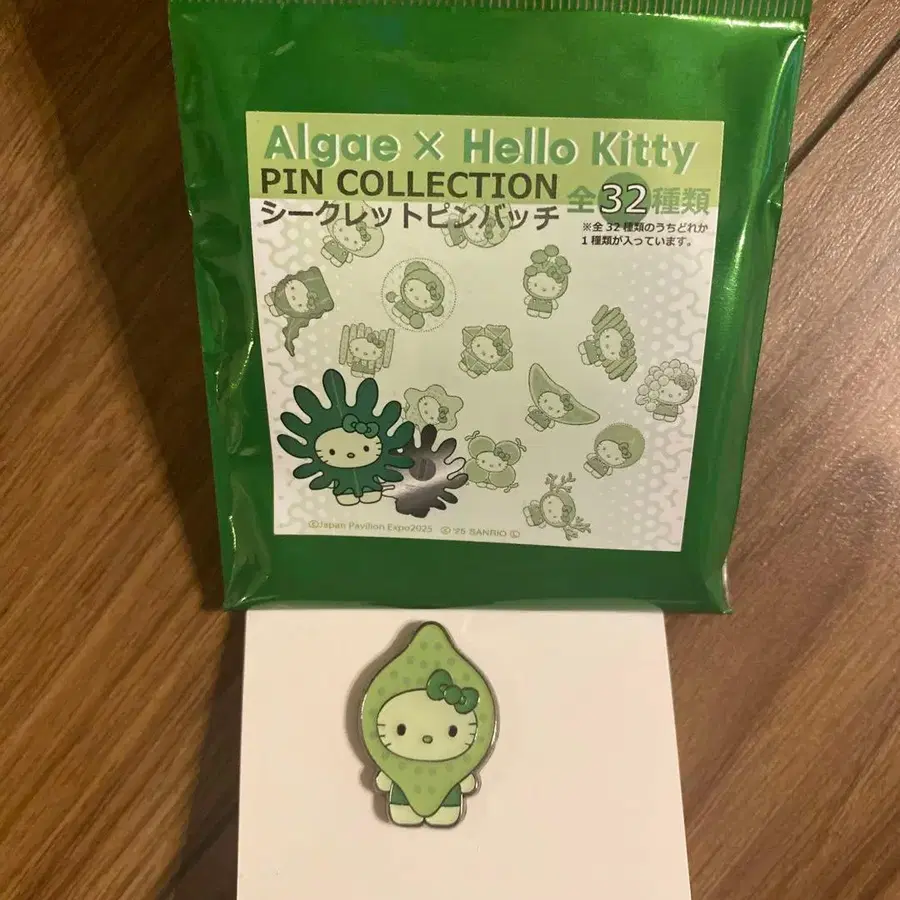 Algae × Hello Kitty
PIN COLLECTION
シークレットピンバッチ
全32種類
※全32種類のうちどれか
1種類が入っています。
©Japan Pavilion Expo2025 © '25 SANRIO Ⓛ